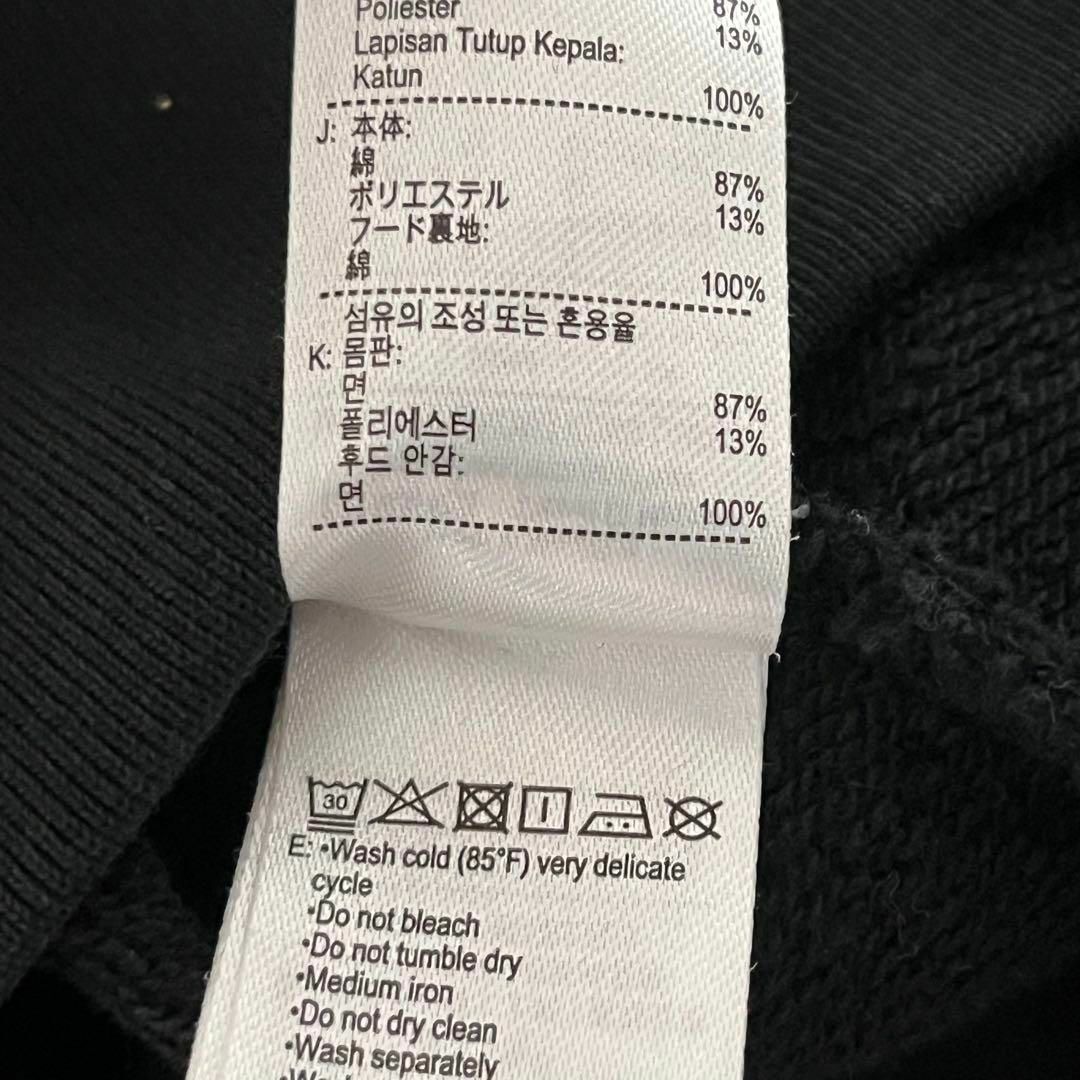 Poliester 87%
Lapisan Tutup Kepala: 13%
Katun 100%
J: 本体:
綿 87%
ポリエステル 13%
フード裏地:
綿 100%
섬유의 조성 또는 혼용율
K: 몸판:
면 87%
폴리에스터 13%
후드 안감:
면 100%
30
E: •Wash cold (85°F) very delicate
cycle
•Do not bleach
•Do not tumble dry
•Medium iron
•Do not dry clean
•Wash separately